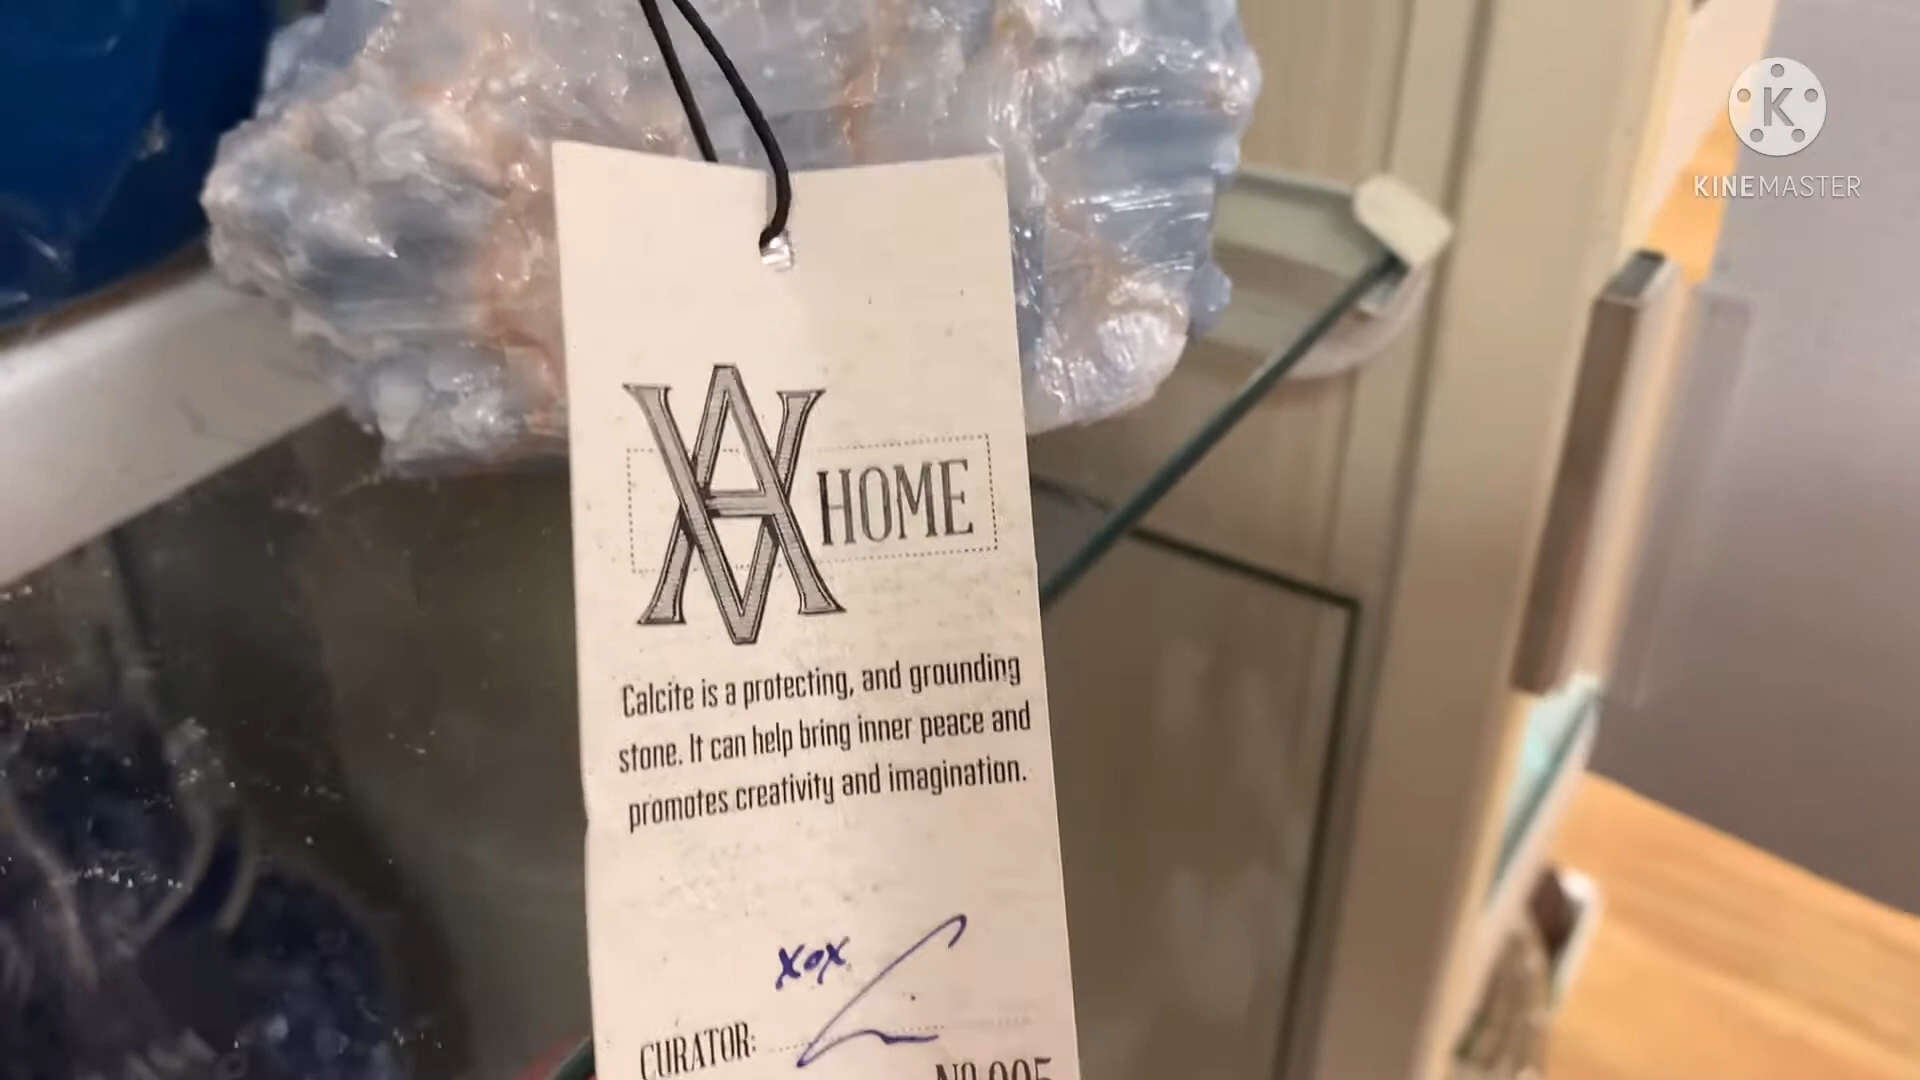 K
KINEMASTER
AV HOME
Calcite is a protecting, and grounding
stone. It can help bring inner peace and
promotes creativity and imagination.
xox
CURATOR: